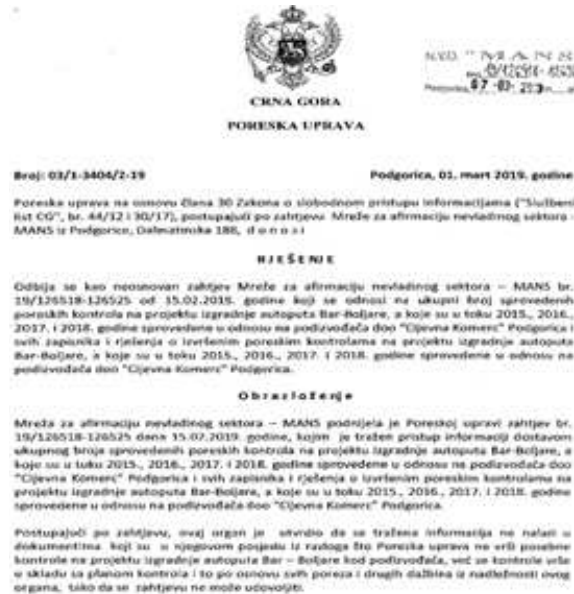 N.V.O. "M A N S"
CRNA GORA
PORESKA UPRAVA
Broj: 03/1-3404/2-19 Podgorica, 01. mart 2019. godine
Poreska uprava na osnovu člana 30 Zakona o slobodnom pristupu informacijama ("Službeni
list CG", br. 44/12 i 30/17), postupajući po zahtjevu Mreže za afirmaciju nevladinog sektora -
MANS iz Podgorice, Dalmatinska 188, d o n o s i
RJEŠENJE
Odbija se kao neosnovan zahtjev Mreže za afirmaciju nevladinog sektora – MANS br.
19/126518-126525 od 15.02.2019. godine koji se odnosi na ukupni broj sprovedenih
poreskih kontrola na projektu izgradnje autoputa Bar-Boljare, a koje su u toku 2015., 2016.,
2017. i 2018. godine sprovedene u odnosu na podizvođača doo "Cijevna Komerc" Podgorica i
svih zapisnika i rješenja o izvršenim poreskim kontrolama na projektu izgradnje autoputa
Bar-Boljare, a koje su u toku 2015., 2016., 2017. i 2018. godine sprovedene u odnosu na
podizvođača doo "Cijevna Komerc" Podgorica.
O b r a z l o ž e nj e
Mreža za afirmaciju nevladinog sektora – MANS podnijela je Poreskoj upravi zahtjev br.
19/126518-126525 dana 15.02.2019. godine, kojim je tražen pristup informaciji dostavom
ukupnog broja sprovedenih poreskih kontrola na projektu izgradnje autoputa Bar-Boljare, a
koje su u toku 2015., 2016., 2017. i 2018. godine sprovedene u odnosu na podizvođača doo
"Cijevna Komerc" Podgorica i svih zapisnika i rješenja o izvršenim poreskim kontrolama na
projektu izgradnje autoputa Bar-Boljare, a koje su u toku 2015., 2016., 2017. i 2018. godine
sprovedene u odnosu na podizvođača doo "Cijevna Komerc" Podgorica.
Postupajući po zahtjevu, ovaj organ je utvrdio da se tražena informacija ne nalazi u
dokumentima koji su u njegovom posjedu iz razloga što Poreska uprava ne vrši posebne
kontrole na projektu izgradnje autoputa Bar – Boljare kod podizvođača, već se kontrole vrše
u skladu sa planom kontrola i to po osnovu svih poreza i drugih dažbina iz nadležnosti ovog
organa, tako da se zahtjevu ne može udovoljiti.